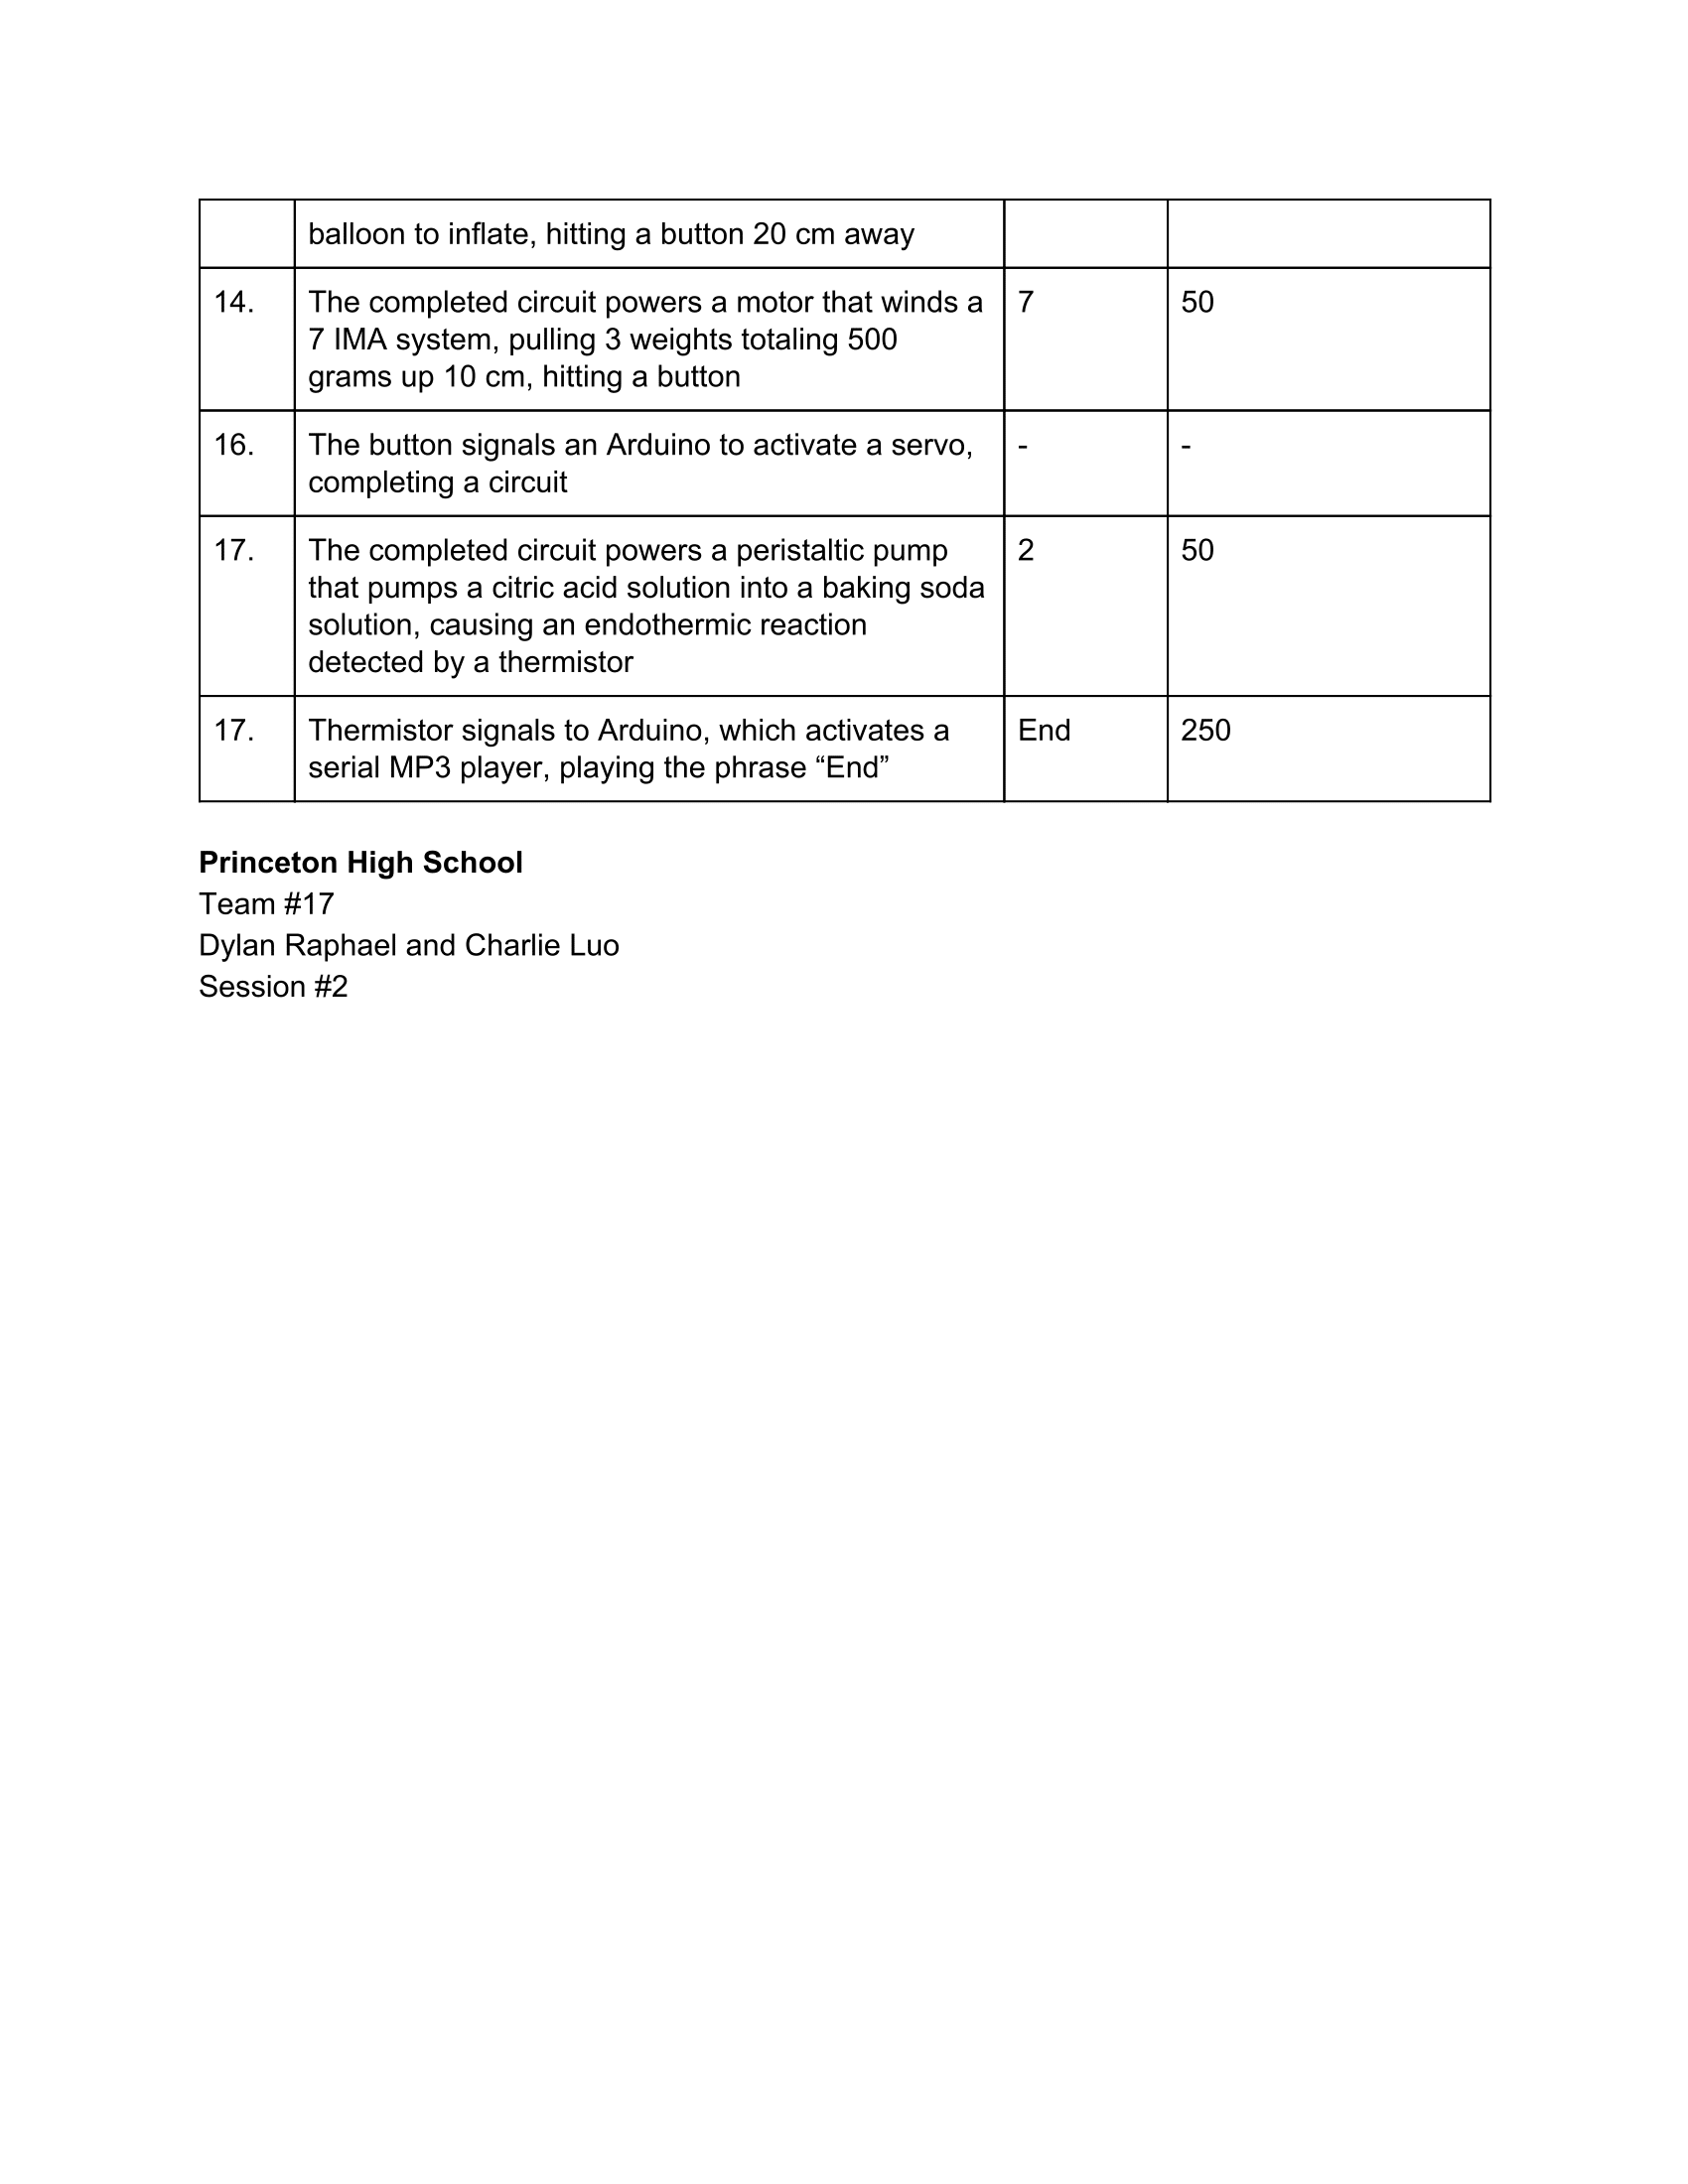 balloon to inflate, hitting a button 20 cm away
14. The completed circuit powers a motor that winds a 7 50
7 IMA system, pulling 3 weights totaling 500
grams up 10 cm, hitting a button
16. The button signals an Arduino to activate a servo, - -
completing a circuit
17. The completed circuit powers a peristaltic pump 2 50
that pumps a citric acid solution into a baking soda
solution, causing an endothermic reaction
detected by a thermistor
17. Thermistor signals to Arduino, which activates a End 250
serial MP3 player, playing the phrase “End”
Princeton High School
Team #17
Dylan Raphael and Charlie Luo
Session #2